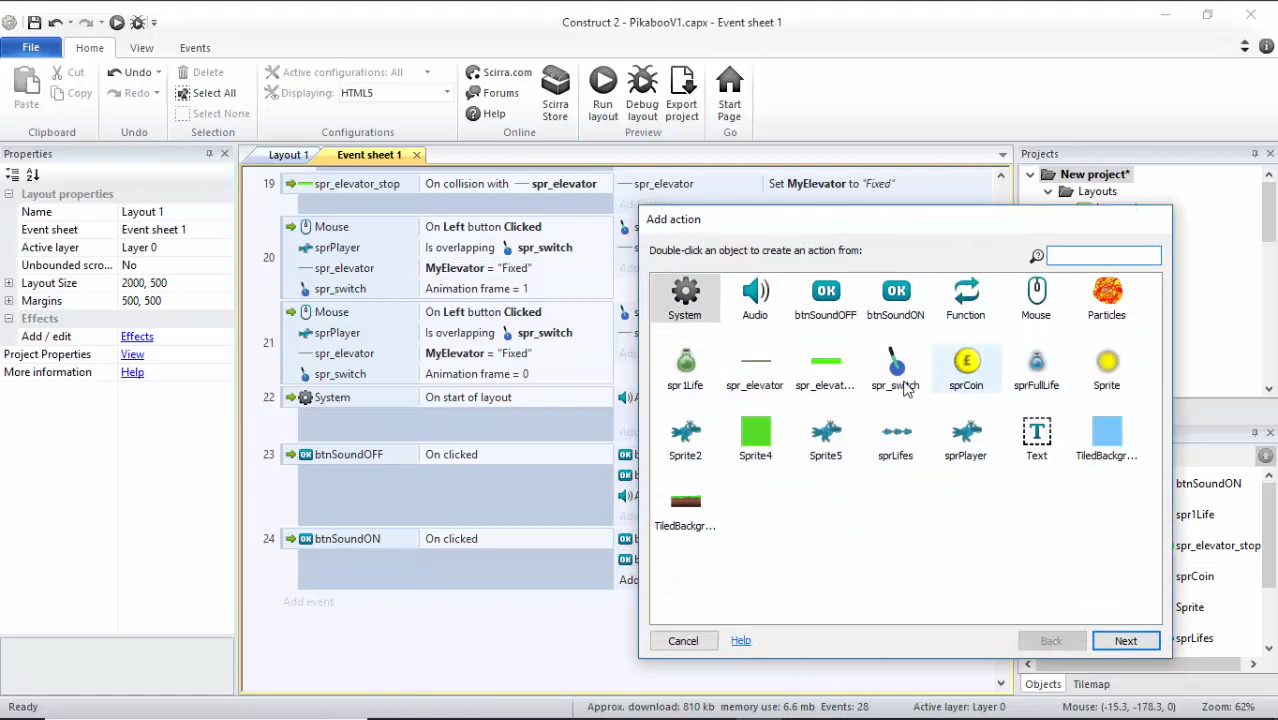 Construct 2 - PikabooV1.capx - Event sheet 1
File Home View Events
Paste Cut Copy
Clipboard
Undo Redo
Undo
Delete
Select All
Select None
Selection
Active configurations: All
Displaying: HTML5
Configurations
Scirra.com
Forums
Help
Scirra Store
Online
Run layout
Debug layout
Export project
Preview
Start Page
Go
Properties
Layout properties
Name Layout 1
Event sheet Event sheet 1
Active layer Layer 0
Unbounded scro... No
Layout Size 2000, 500
Margins 500, 500
Effects
Add / edit Effects
Project Properties View
More information Help
Layout 1 Event sheet 1
19 spr_elevator_stop On collision with spr_elevator spr_elevator Set MyElevator to "Fixed"
20 Mouse On Left button Clicked
sprPlayer Is overlapping spr_switch
spr_elevator MyElevator = "Fixed"
spr_switch Animation frame = 1
21 Mouse On Left button Clicked
sprPlayer Is overlapping spr_switch
spr_elevator MyElevator = "Fixed"
spr_switch Animation frame = 0
22 System On start of layout
23 btnSoundOFF On clicked
24 btnSoundON On clicked
Add
Add event
Projects
New project*
Layouts
Add action
Double-click an object to create an action from:
System Audio btnSoundOFF btnSoundON Function Mouse Particles
spr1Life spr_elevator spr_elevat... spr_switch sprCoin sprFullLife Sprite
Sprite2 Sprite4 Sprite5 sprLifes sprPlayer Text TiledBackgr...
TiledBackgr...
Cancel Help Back Next
btnSoundON
spr1Life
spr_elevator_stop
sprCoin
Sprite
sprLifes
Objects Tilemap
Ready Approx. download: 810 kb memory use: 6.6 mb Events: 28 Active layer: Layer 0 Mouse: (-15.3, -178.3, 0) Zoom: 62%